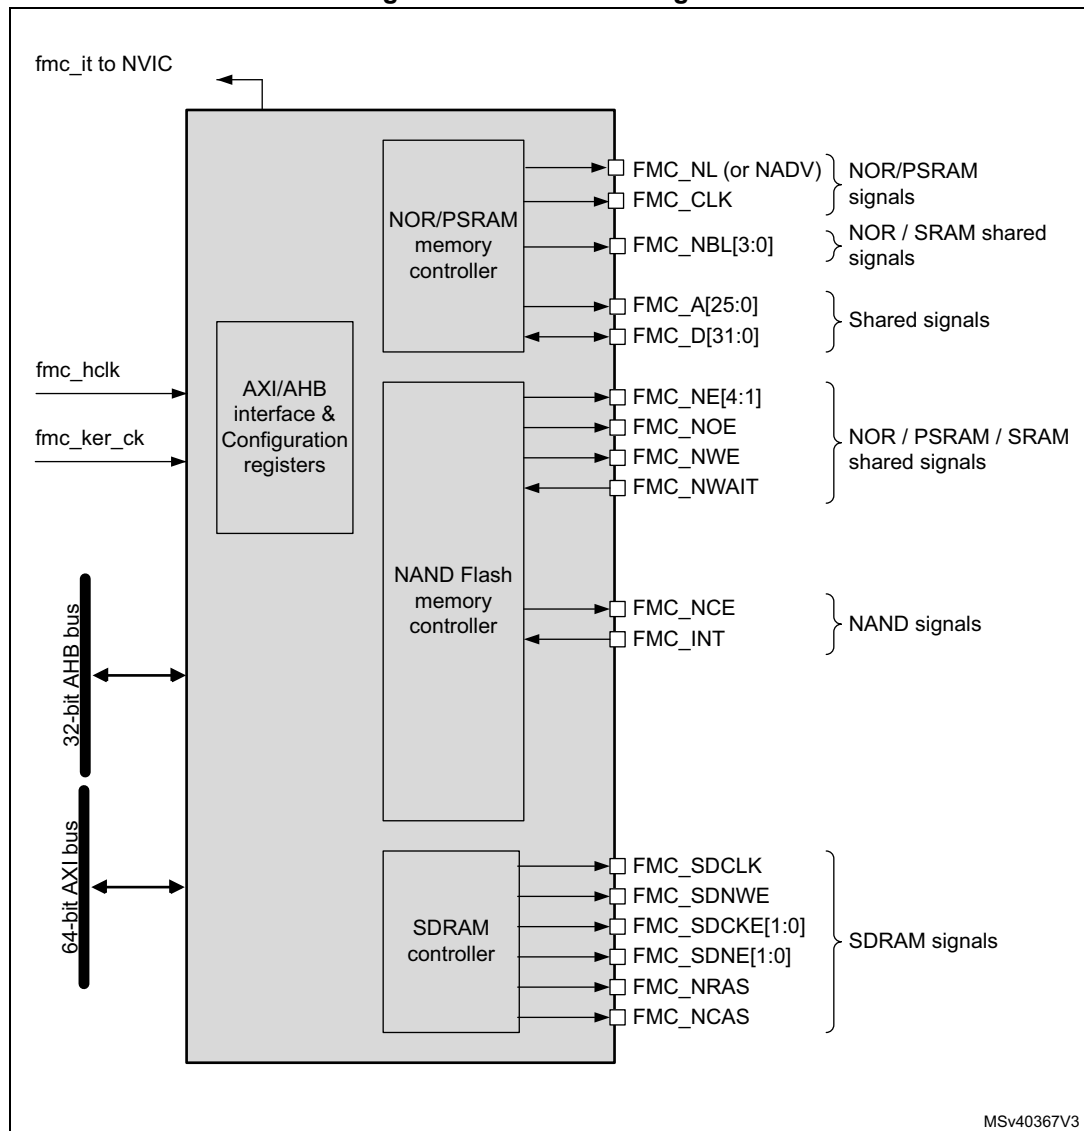 fmc_it to NVIC
NOR/PSRAM
memory
controller
FMC_NL (or NADV)
FMC_CLK
NOR/PSRAM
signals
FMC_NBL[3:0]
NOR / SRAM shared
signals
FMC_A[25:0]
FMC_D[31:0]
Shared signals
fmc_hclk
fmc_ker_ck
AXI/AHB
interface &
Configuration
registers
FMC_NE[4:1]
FMC_NOE
FMC_NWE
FMC_NWAIT
NOR / PSRAM / SRAM
shared signals
NAND Flash
memory
controller
FMC_NCE
FMC_INT
NAND signals
32-bit AHB bus
64-bit AXI bus
SDRAM
controller
FMC_SDCLK
FMC_SDNWE
FMC_SDCKE[1:0]
FMC_SDNE[1:0]
FMC_NRAS
FMC_NCAS
SDRAM signals
MSv40367V3